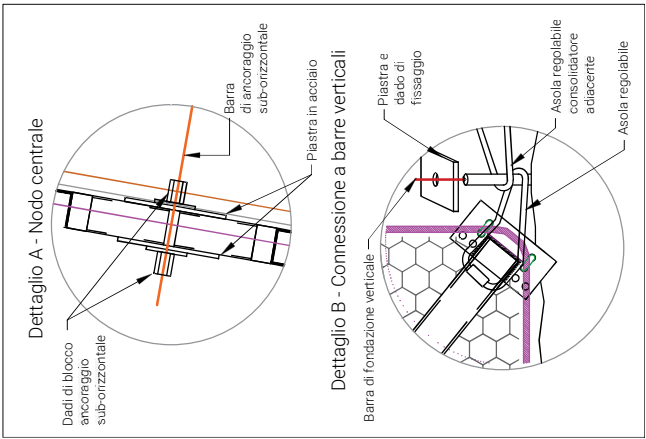 Dettaglio A - Nodo centrale
Dadi di blocco
ancoraggio
sub-orizzontale
Barra
di ancoraggio
sub-orizzontale
Piastra in acciaio
Dettaglio B - Connessione a barre verticali
Barra di fondazione verticale
Piastra e
dado di
fissaggio
Asola regolabile
consolidatore
adiacente
Asola regolabile